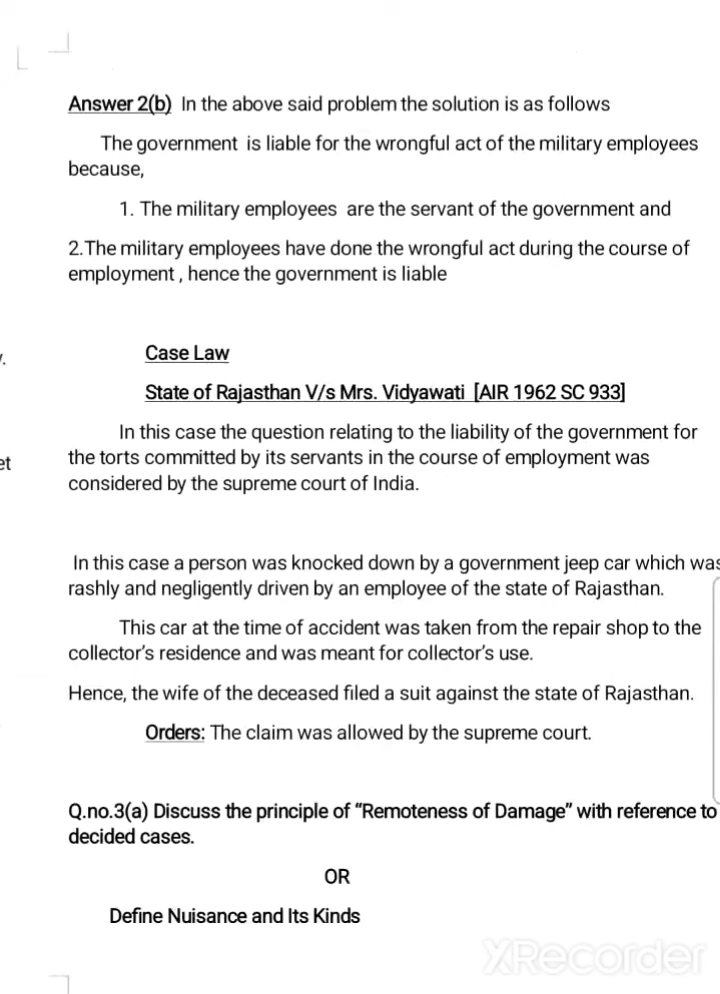 Answer 2(b) In the above said problem the solution is as follows
The government is liable for the wrongful act of the military employees
because,
1. The military employees are the servant of the government and
2.The military employees have done the wrongful act during the course of
employment , hence the government is liable
Case Law
State of Rajasthan V/s Mrs. Vidyawati [AIR 1962 SC 933]
In this case the question relating to the liability of the government for
et
the torts committed by its servants in the course of employment was
considered by the supreme court of India.
In this case a person was knocked down by a government jeep car which was
rashly and negligently driven by an employee of the state of Rajasthan.
This car at the time of accident was taken from the repair shop to the
collector's residence and was meant for collector's use.
Hence, the wife of the deceased filed a suit against the state of Rajasthan.
Orders: The claim was allowed by the supreme court.
Q.no.3(a) Discuss the principle of “Remoteness of Damage” with reference to
decided cases.
OR
Define Nuisance and Its Kinds
XRecorder